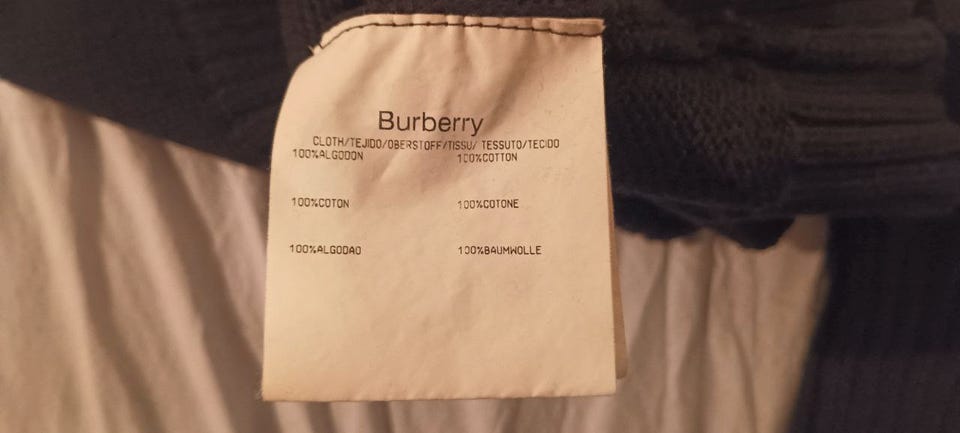 Burberry
CLOTH/TEJIDO/OBERSTOFF/TISSU/ TESSUTO/TECIDO
100%ALGODON 100%COTTON
100%COTON 100%COTONE
100%ALGODAO 100%BAUMWOLLE